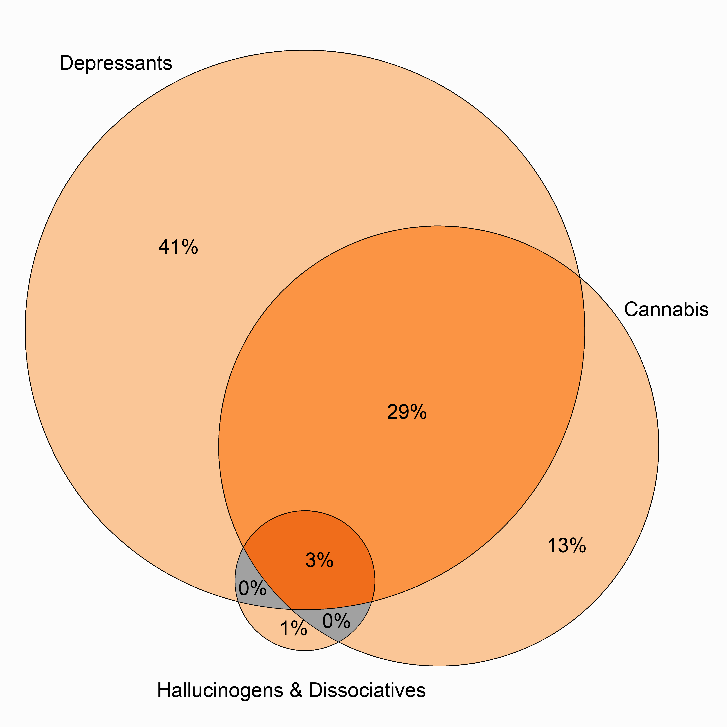 Depressants
41%
Cannabis
29%
13%
3%
0%
0%
1%
Hallucinogens & Dissociatives